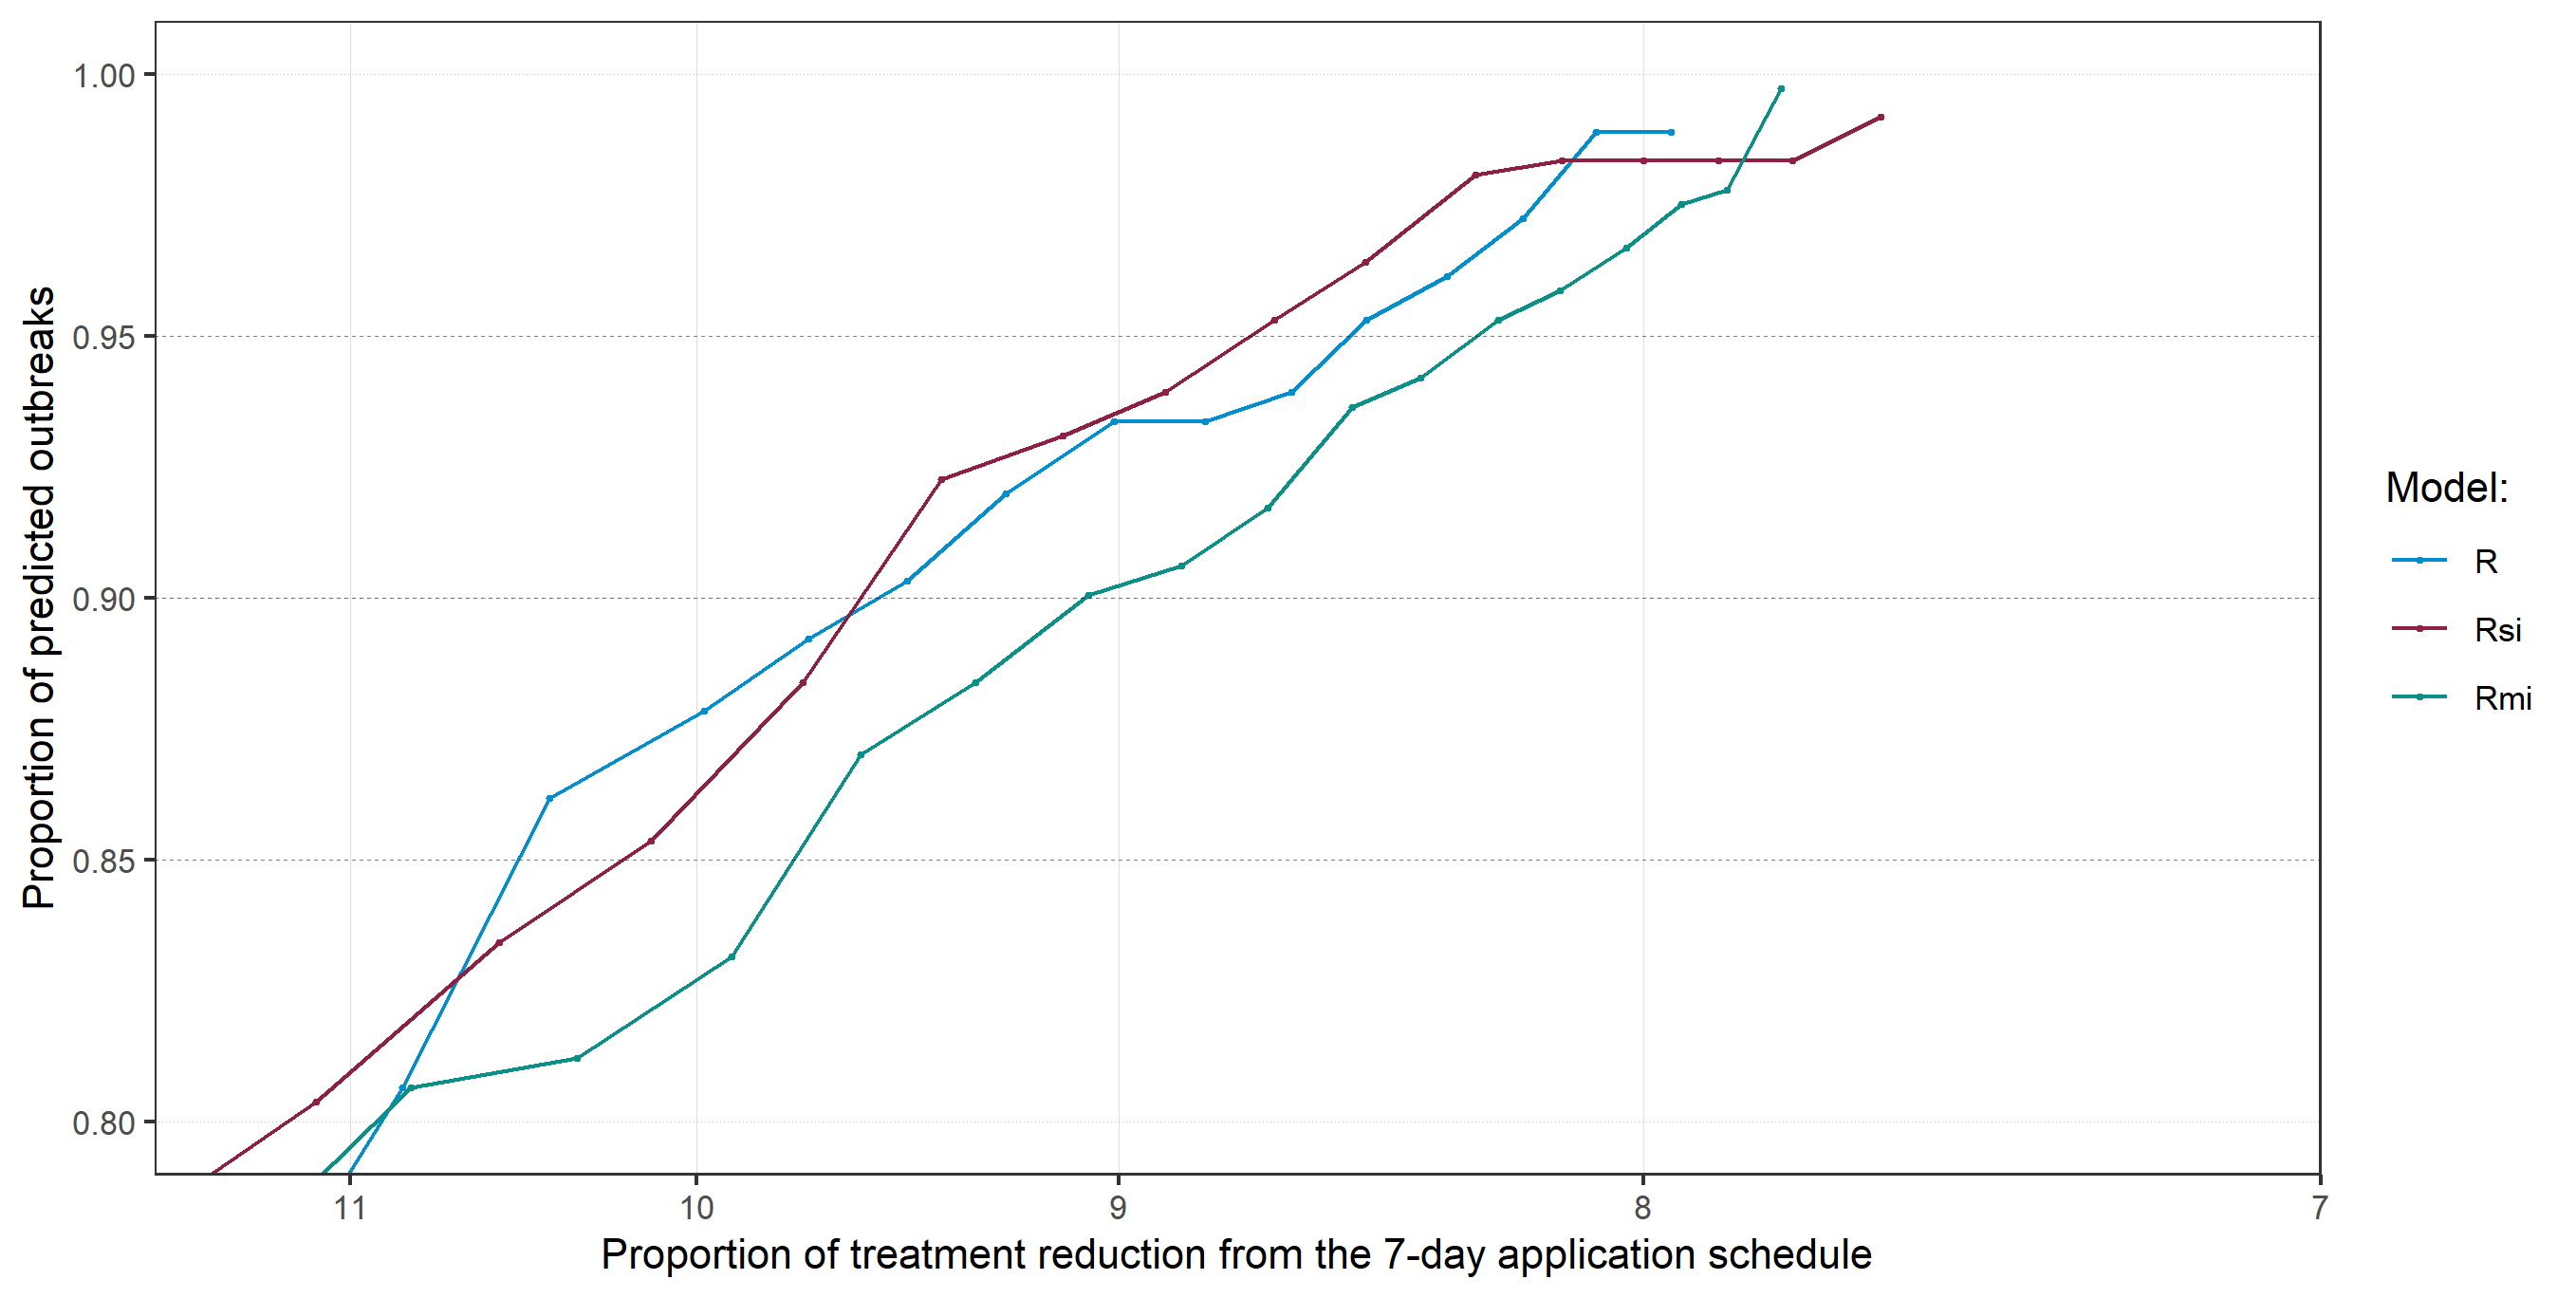 Proportion of predicted outbreaks
1.00
0.95
0.90
0.85
0.80
11 10 9 8 7
Proportion of treatment reduction from the 7-day application schedule
Model:
R
Rsi
Rmi